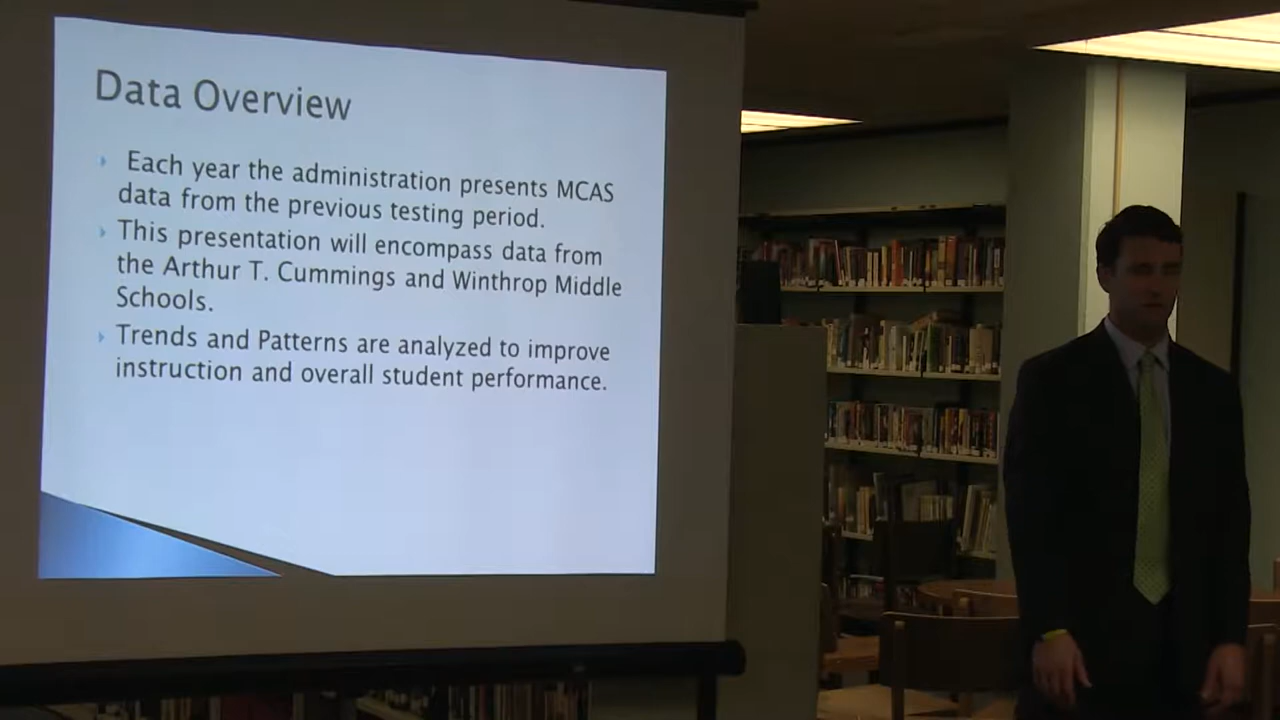 Data Overview
Each year the administration presents MCAS
data from the previous testing period.
This presentation will encompass data from
the Arthur T. Cummings and Winthrop Middle
Schools.
Trends and Patterns are analyzed to improve
instruction and overall student performance.